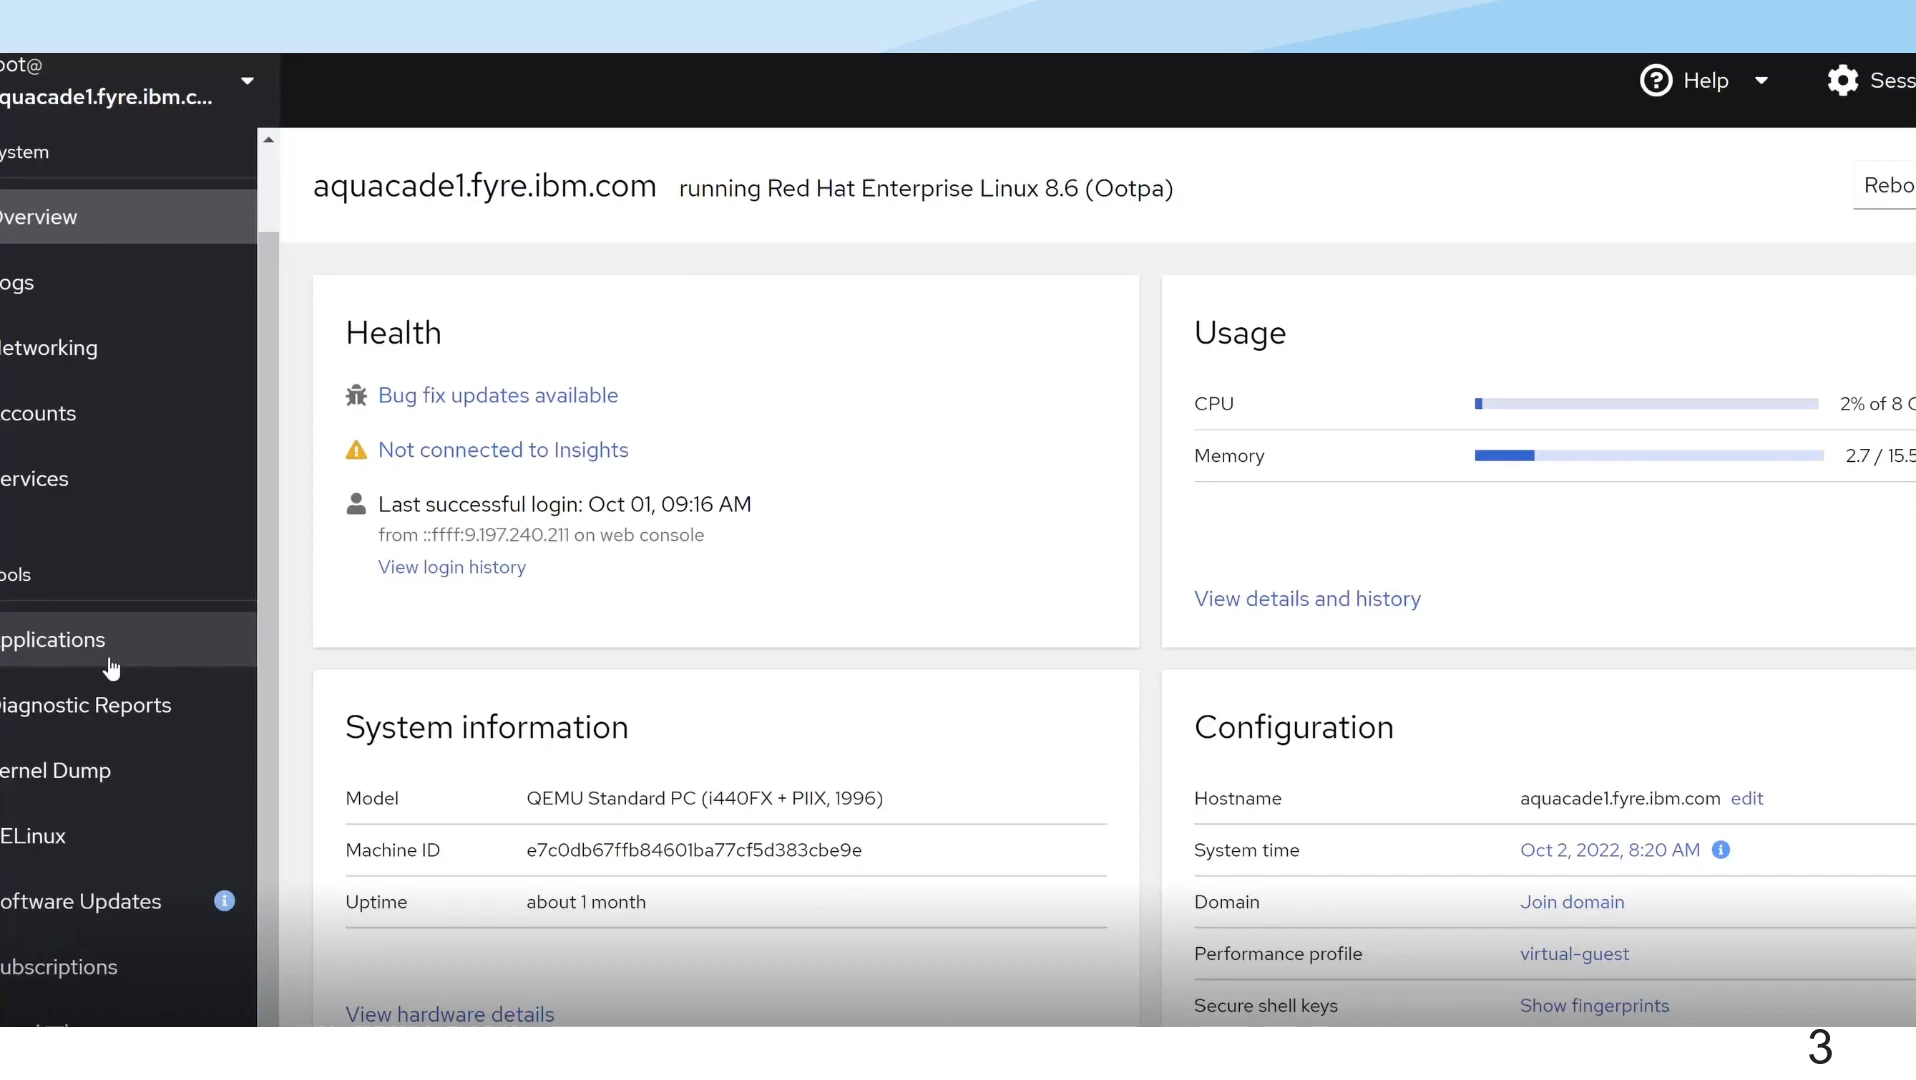 oot@
quacade1.fyre.ibm.c...
Help
Sess
ystem
Overview
ogs
etworking
ccounts
ervices
ools
pplications
iagnostic Reports
ernel Dump
ELinux
oftware Updates
ubscriptions
aquacade1.fyre.ibm.com running Red Hat Enterprise Linux 8.6 (Ootpa)
Rebo
Health
Bug fix updates available
Not connected to Insights
Last successful login: Oct 01, 09:16 AM
from ::ffff:9.197.240.211 on web console
View login history
Usage
CPU 2% of 8 C
Memory 2.7 / 15.5
View details and history
System information
Model QEMU Standard PC (i440FX + PIIX, 1996)
Machine ID e7c0db67ffb84601ba77cf5d383cbe9e
Uptime about 1 month
View hardware details
Configuration
Hostname aquacade1.fyre.ibm.com edit
System time Oct 2, 2022, 8:20 AM
Domain Join domain
Performance profile virtual-guest
Secure shell keys Show fingerprints
3